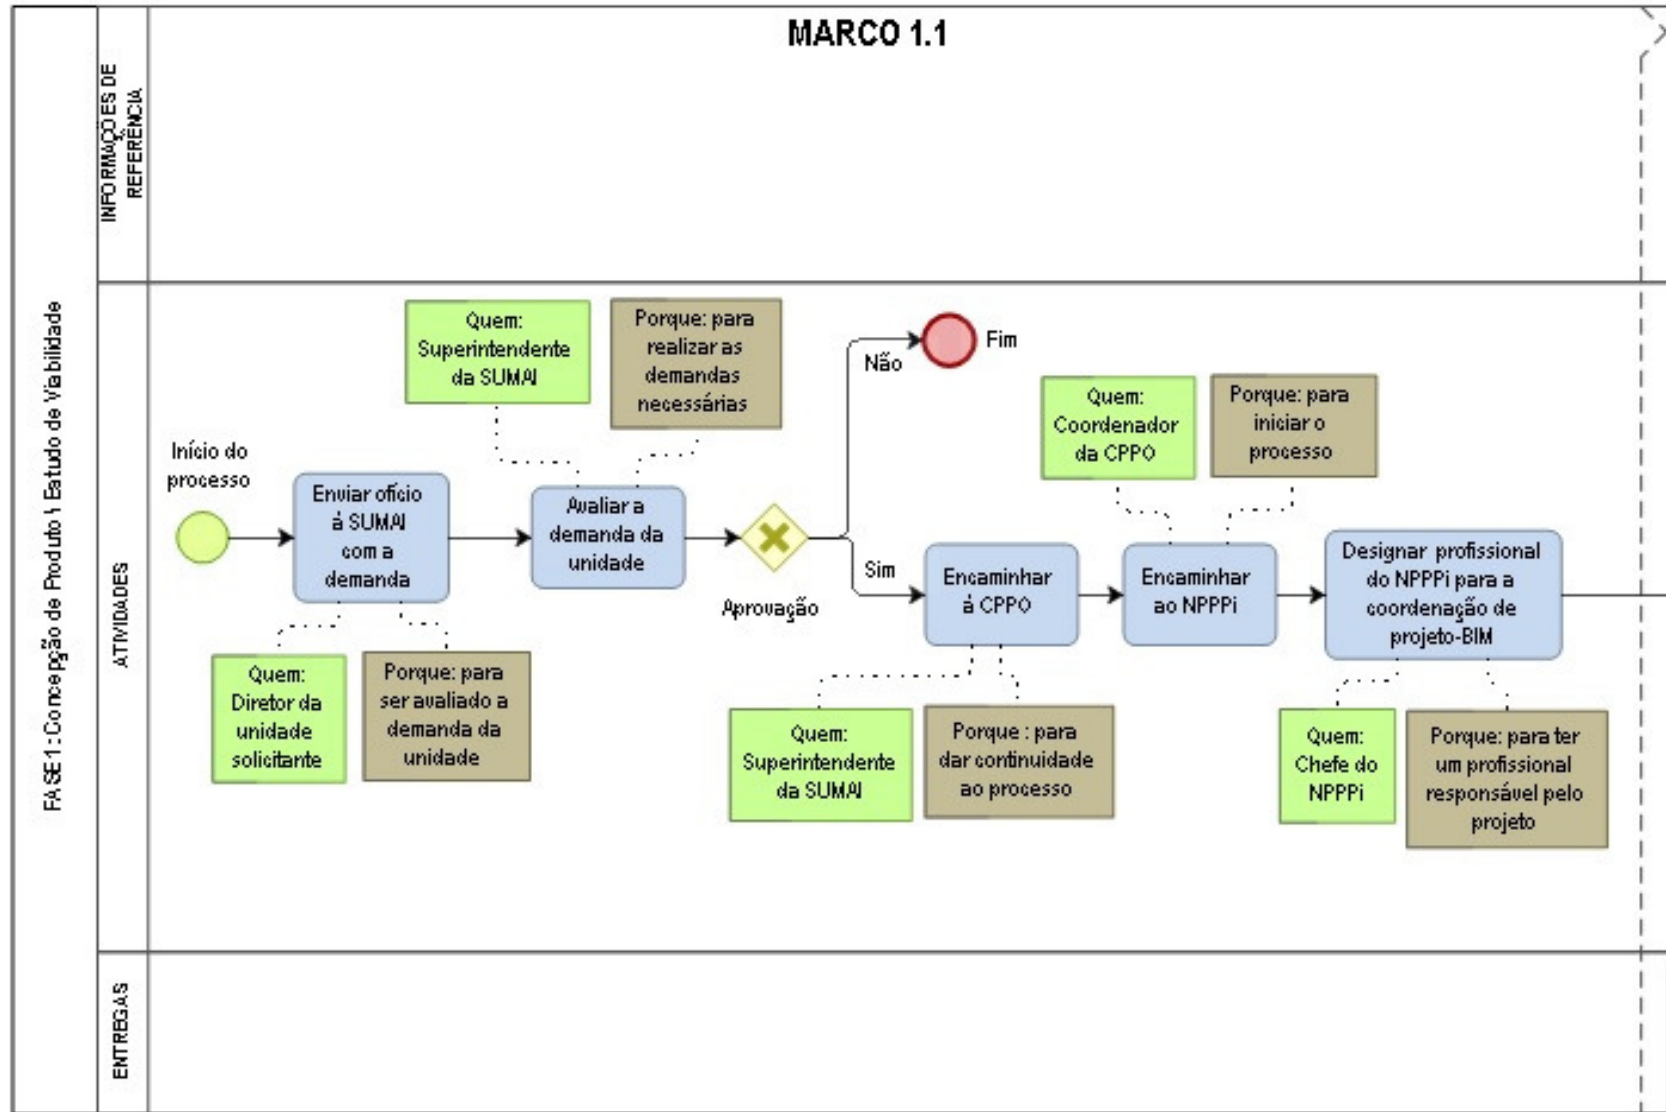 MARCO 1.1
FASE 1: Concepção de Produto \ Estudo de Viabilidade
INFORMAÇÕES DE
REFERÊNCIA
ATIVIDADES
Início do
processo
Enviar ofício
á SUMAI
com a
demanda
Quem:
Diretor da
unidade
solicitante
Porque: para
ser avaliado a
demanda da
unidade
Quem:
Superintendente
da SUMAI
Porque: para
realizar as
demandas
necessárias
Avaliar a
demanda da
unidade
Aprovação
Não
Fim
Sim
Encaminhar
á CPPO
Quem:
Superintendente
da SUMAI
Porque : para
dar continuidade
ao processo
Quem:
Coordenador
da CPPO
Porque: para
iniciar o
processo
Encaminhar
ao NPPPi
Designar profissional
do NPPPi para a
coordenação de
projeto-BIM
Quem:
Chefe do
NPPPi
Porque: para ter
um profissional
responsável pelo
projeto
ENTREGAS